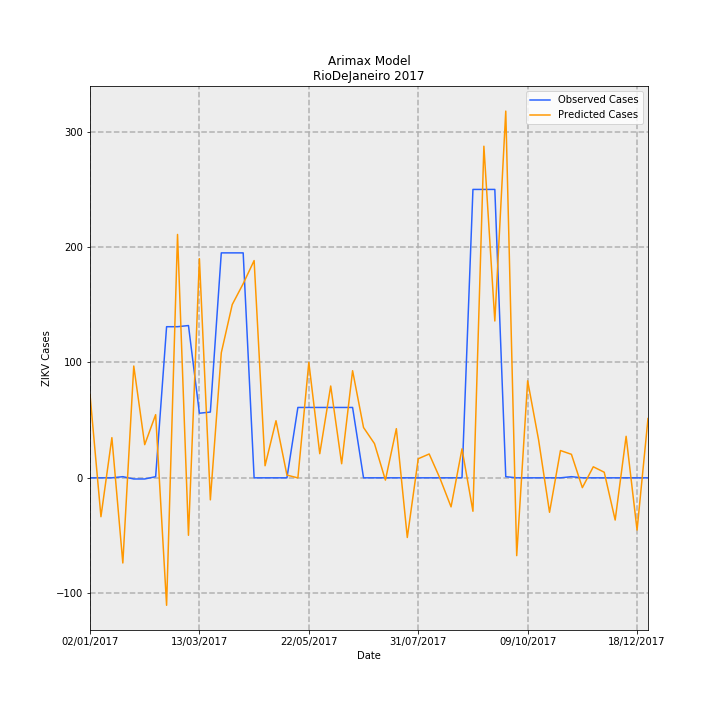 Arimax Model
RioDeJaneiro 2017
Observed Cases
Predicted Cases
ZIKV Cases
300
200
100
0
−100
02/01/2017 13/03/2017 22/05/2017 31/07/2017 09/10/2017 18/12/2017
Date